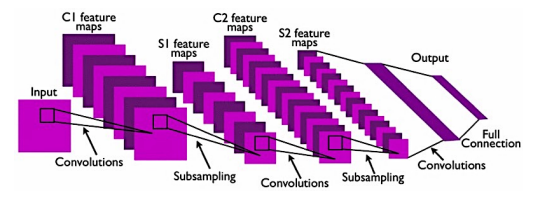 C1 feature
maps
S1 feature
maps
C2 feature
maps
S2 feature
maps
Output
Input
Convolutions
Subsampling
Convolutions
Subsampling
Convolutions
Full
Connection